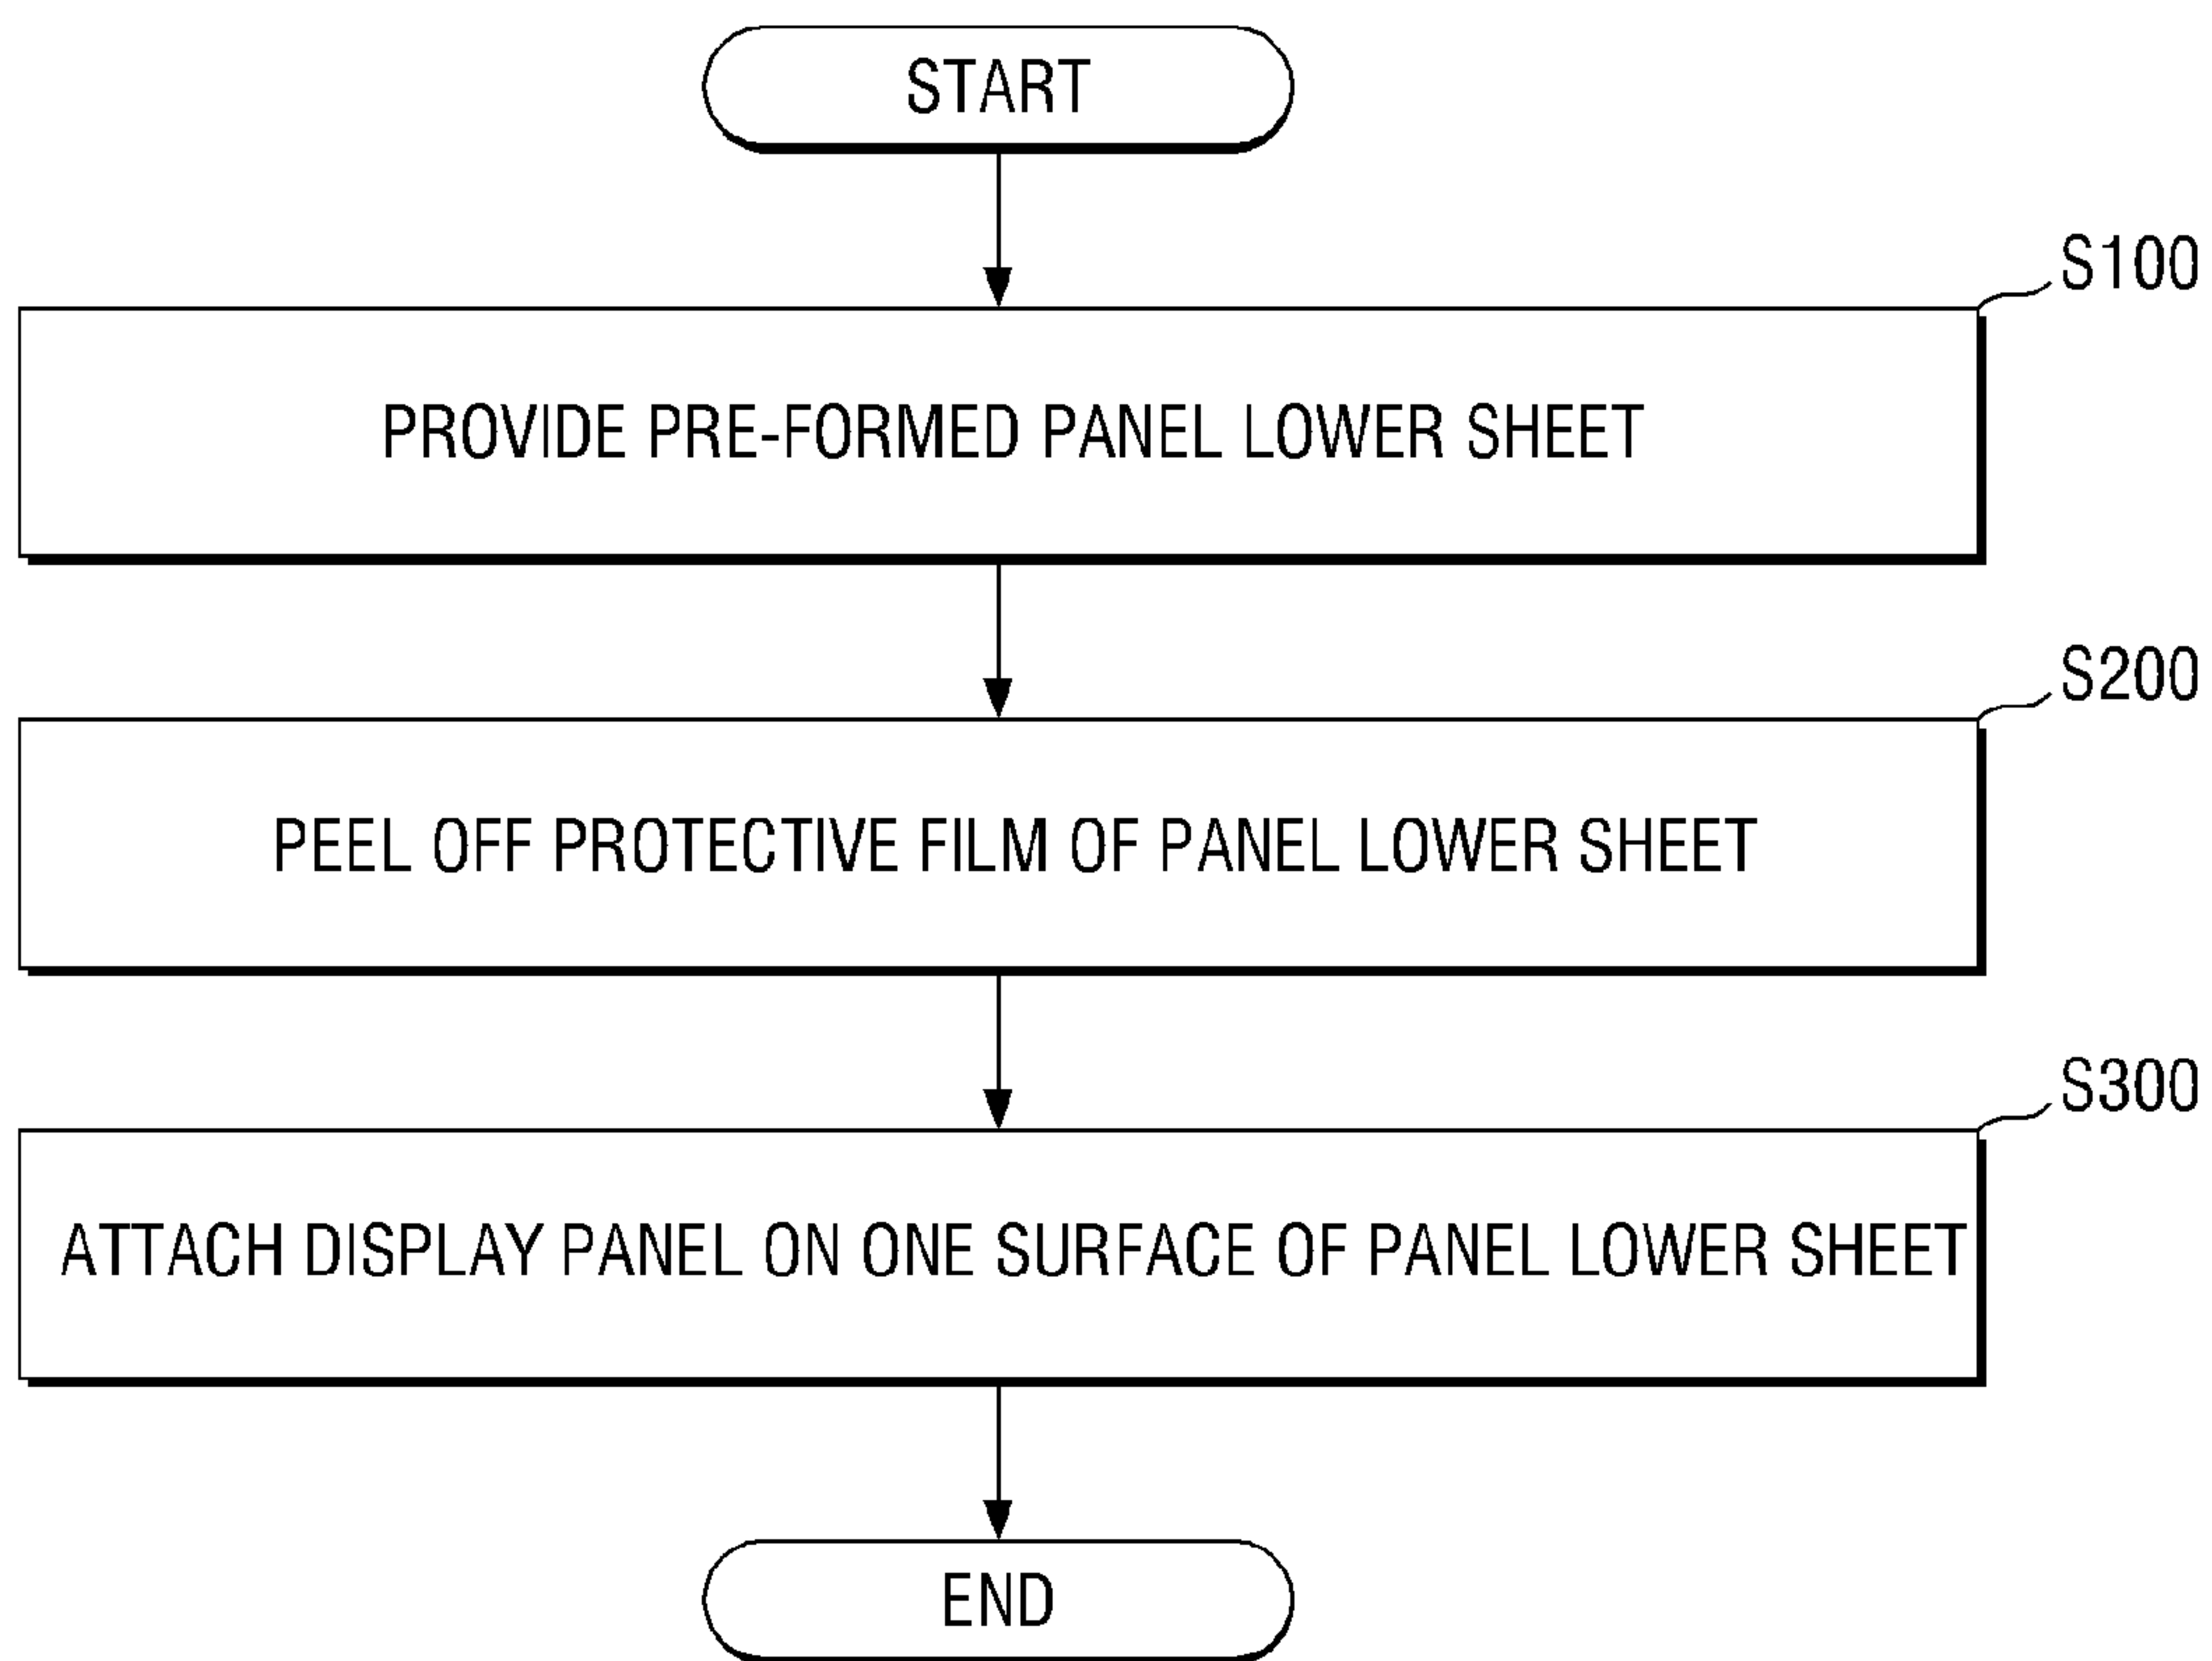 START
S100
PROVIDE PRE-FORMED PANEL LOWER SHEET
S200
PEEL OFF PROTECTIVE FILM OF PANEL LOWER SHEET
S300
ATTACH DISPLAY PANEL ON ONE SURFACE OF PANEL LOWER SHEET
END